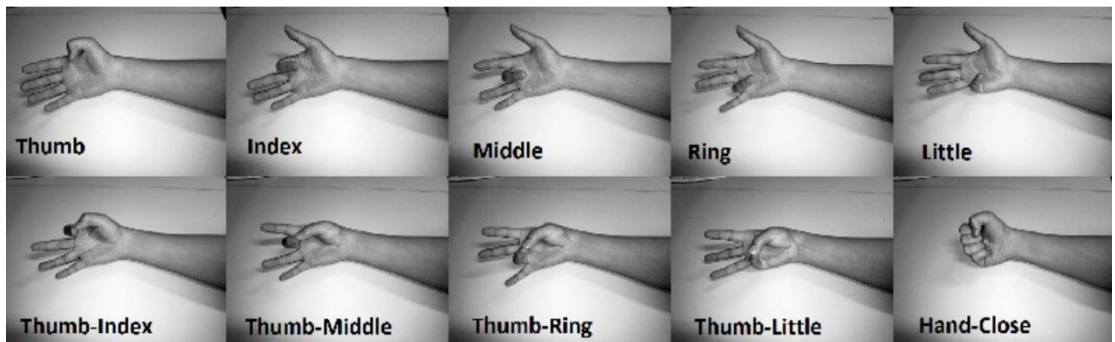 Thumb
Index
Middle
Ring
Little
Thumb-Index
Thumb-Middle
Thumb-Ring
Thumb-Little
Hand-Close